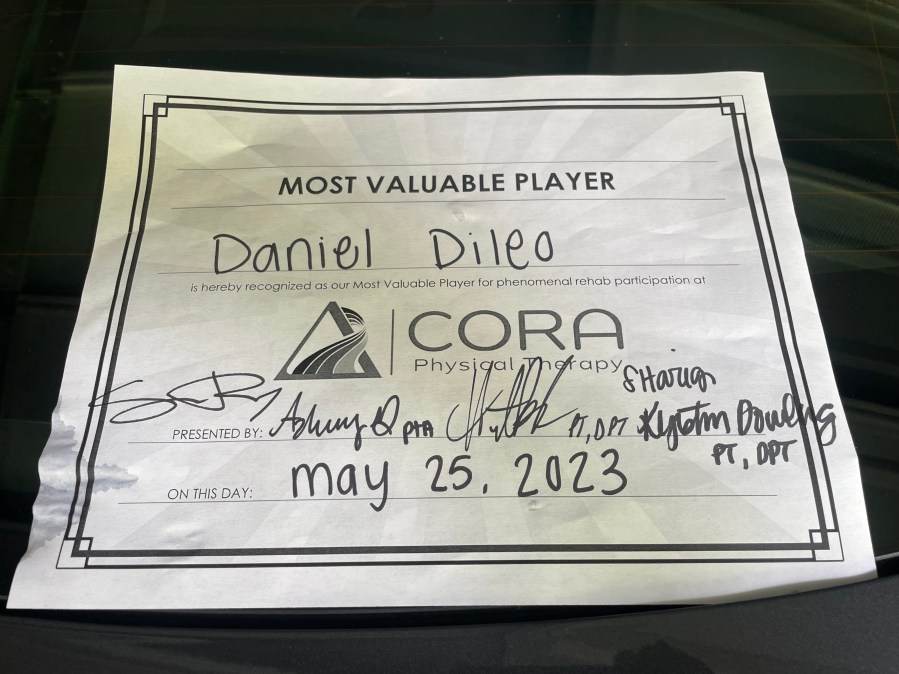 MOST VALUABLE PLAYER
Daniel Dileo
is hereby recognized as our Most Valuable Player for phenomenal rehab participation at
CORA
Physical Therapy
PRESENTED BY: PTA PT, DPT
PT, DPT
ON THIS DAY: may 25, 2023